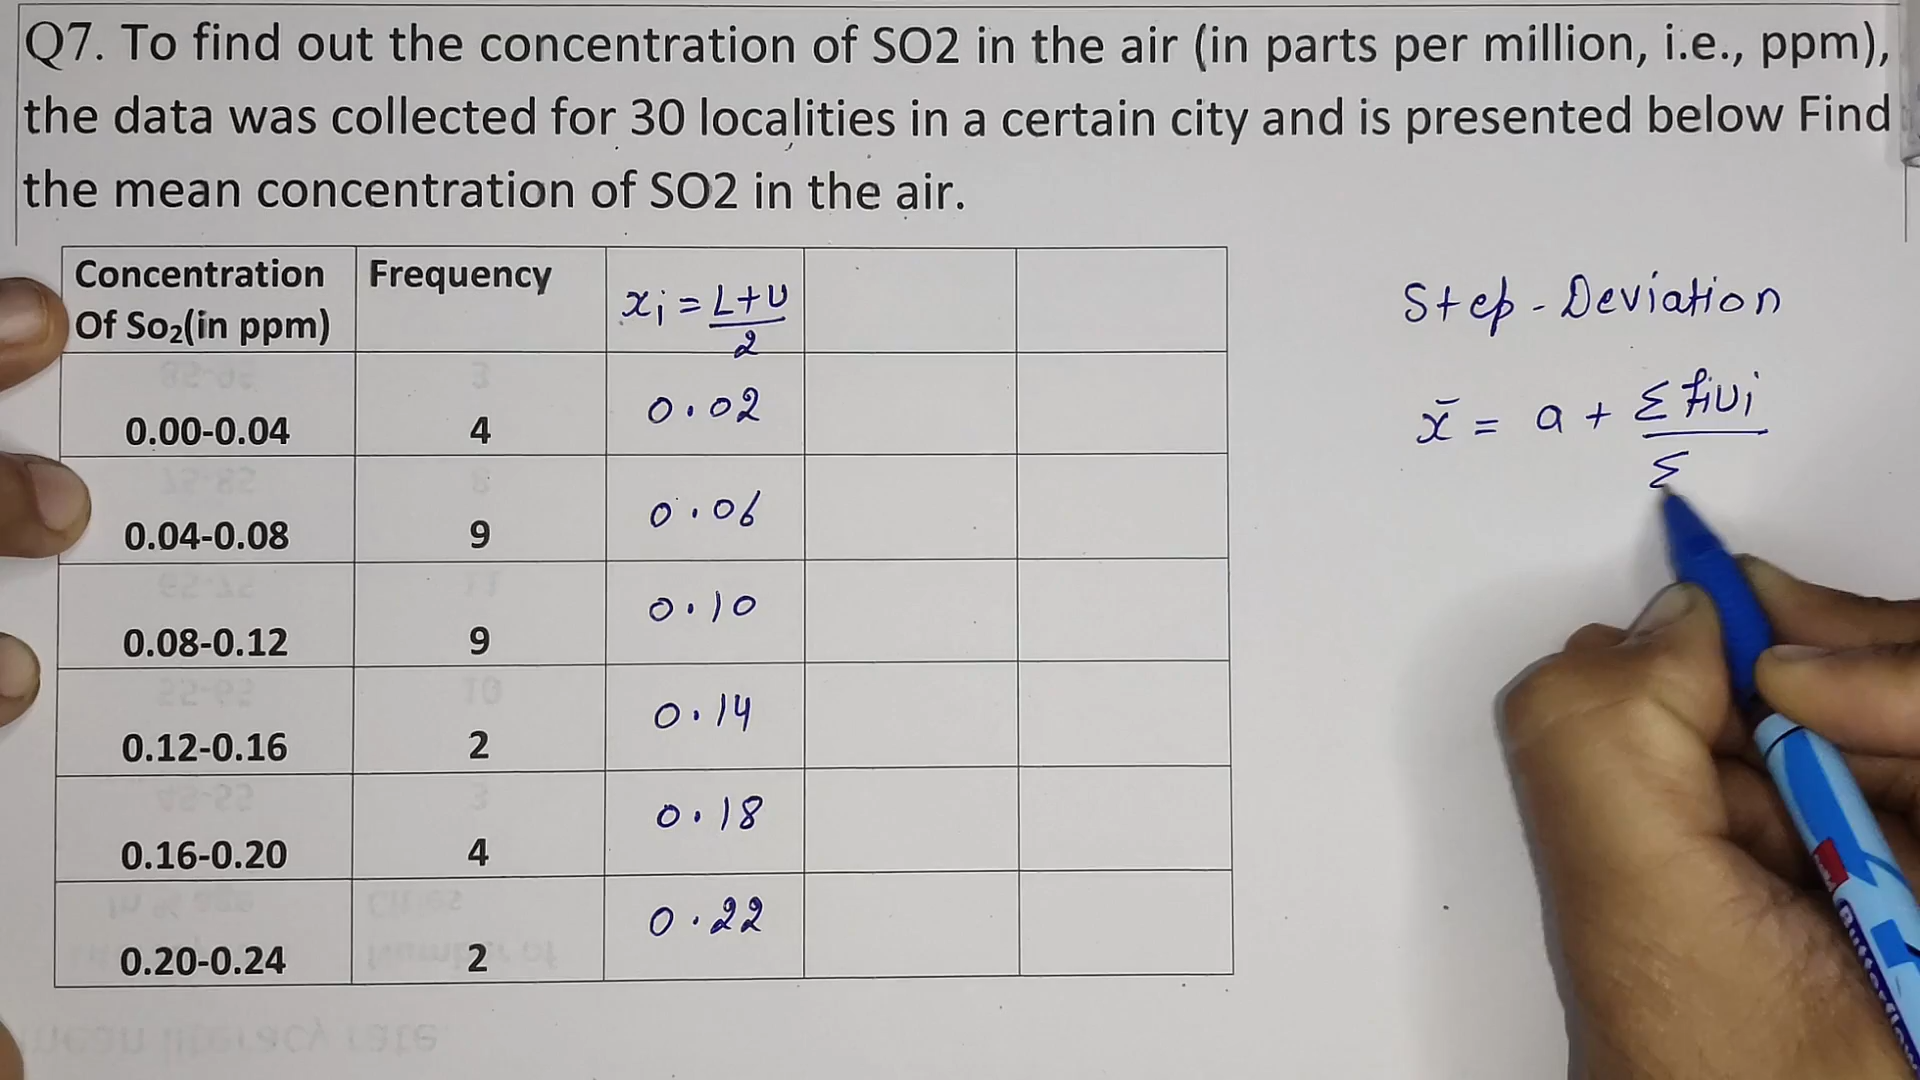 Q7. To find out the concentration of SO2 in the air (in parts per million, i.e., ppm),
the data was collected for 30 localities in a certain city and is presented below Find
the mean concentration of SO2 in the air.
Concentration Of So₂(in ppm) Frequency xi = L+U/2
0.00-0.04 4 0.02
0.04-0.08 9 0.06
0.08-0.12 9 0.10
0.12-0.16 2 0.14
0.16-0.20 4 0.18
0.20-0.24 2 0.22
Step-Deviation
x̄ = a + Σfiui
Σ
mean literacy rate
Butterflow